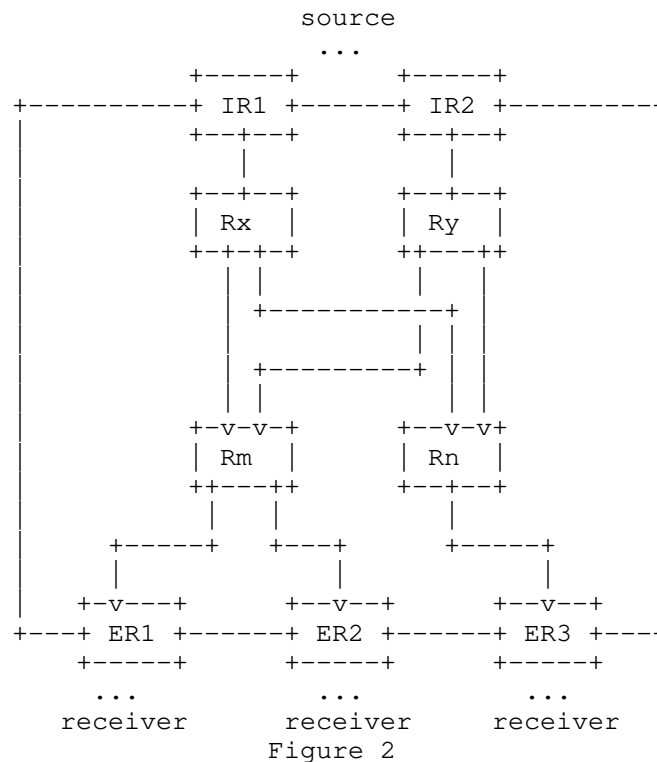 source
...
IR1 IR2
Rx Ry
Rm Rn
ER1 ER2 ER3
... ... ...
receiver receiver receiver
Figure 2